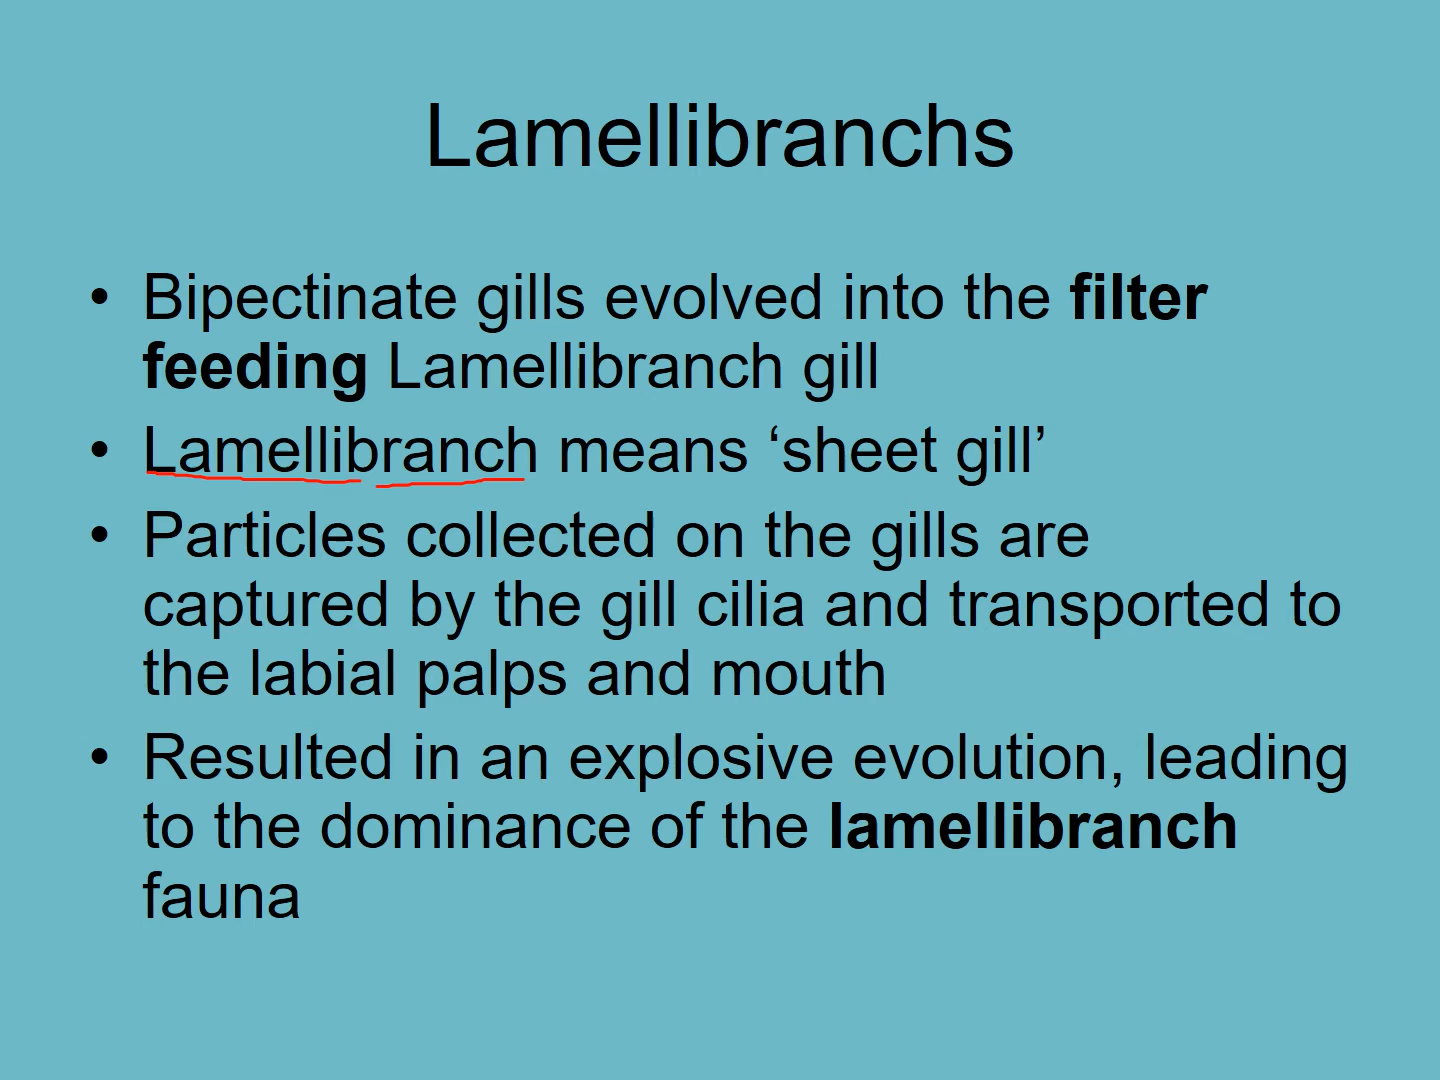 Lamellibranchs
• Bipectinate gills evolved into the filter
feeding Lamellibranch gill
• Lamellibranch means ‘sheet gill’
• Particles collected on the gills are
captured by the gill cilia and transported to
the labial palps and mouth
• Resulted in an explosive evolution, leading
to the dominance of the lamellibranch
fauna